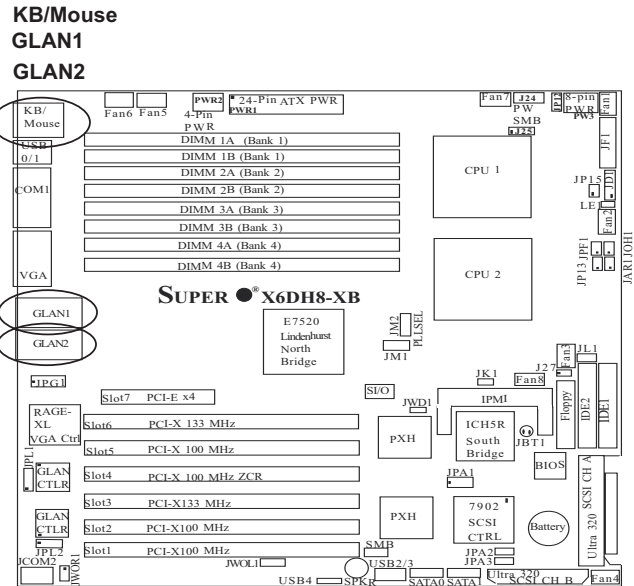 KB/Mouse
GLAN1
GLAN2
KB/
Mouse
Fan6 Fan5
PWR2
4-Pin
PWR
24-Pin ATX PWR
PWR1
Fan7
J24
PW
SMB
J25
JP12
8-pin
PWR
PW3
Fan1
USB
0/1
COM1
VGA
DIMM 1A (Bank 1)
DIMM 1B (Bank 1)
DIMM 2A (Bank 2)
DIMM 2B (Bank 2)
DIMM 3A (Bank 3)
DIMM 3B (Bank 3)
DIMM 4A (Bank 4)
DIMM 4B (Bank 4)
CPU 1
CPU 2
JF1
JP15
JD1
LE1
Fan2
JPF1
JP13
JAR1
JOH1
SUPER ®X6DH8-XB
GLAN1
GLAN2
E7520
Lindenhurst
North
Bridge
JM2
PLLSEL
JM1
JPG1
Slot7 PCI-E x4
SI/O
JK1
Fan8
J27
Fan3
JL1
RAGE-
XL
VGA Ctrl
JPL1
GLAN
CTLR
GLAN
CTLR
JPL2
JCOM2
JWOR1
Slot6 PCI-X 133 MHz
Slot5 PCI-X 100 MHz
Slot4 PCI-X 100 MHz ZCR
Slot3 PCI-X133 MHz
Slot2 PCI-X100 MHz
Slot1 PCI-X100 MHz
JWD1
IPMI
PXH
ICH5R
South
Bridge
JBT1
Floppy
IDE2
IDE1
BIOS
JPA1
PXH
7902
SCSI
CTRL
Battery
Ultra 320 SCSI CH A
JWOL1
SMB
USB2/3
JPA2
JPA3
USB4
SPKR
SATA0
SATA1
Ultra 320
SCSI CH B
Fan4